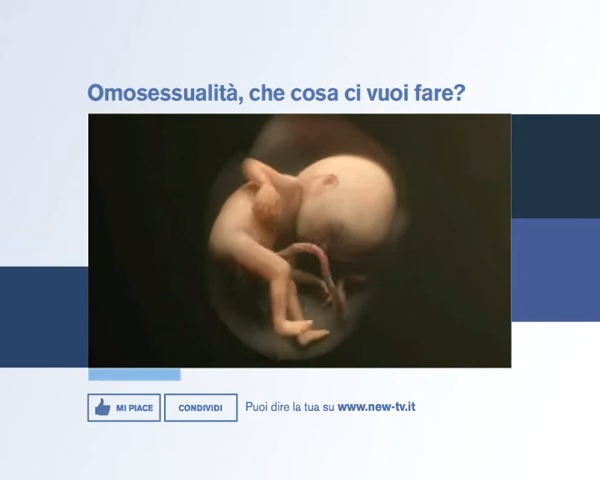 Omosessualità, che cosa ci vuoi fare?
MI PIACE
CONDIVIDI
Puoi dire la tua su www.new-tv.it